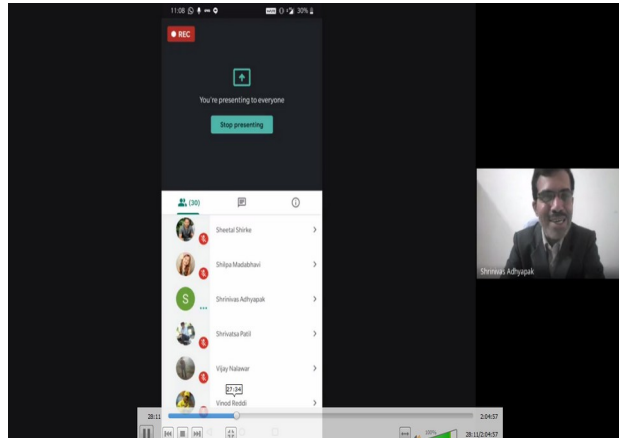 11:08
30%
REC
You're presenting to everyone
Stop presenting
(30)
Sheetal Shirke
Shilpa Madabhavi
S
Shrinivas Adhyapak
Shrivatsa Patil
Vijay Nalawar
27:34
Vinod Reddi
Shrinivas Adhyapak
28:11
2:04:57
100%
28:11/2:04:57